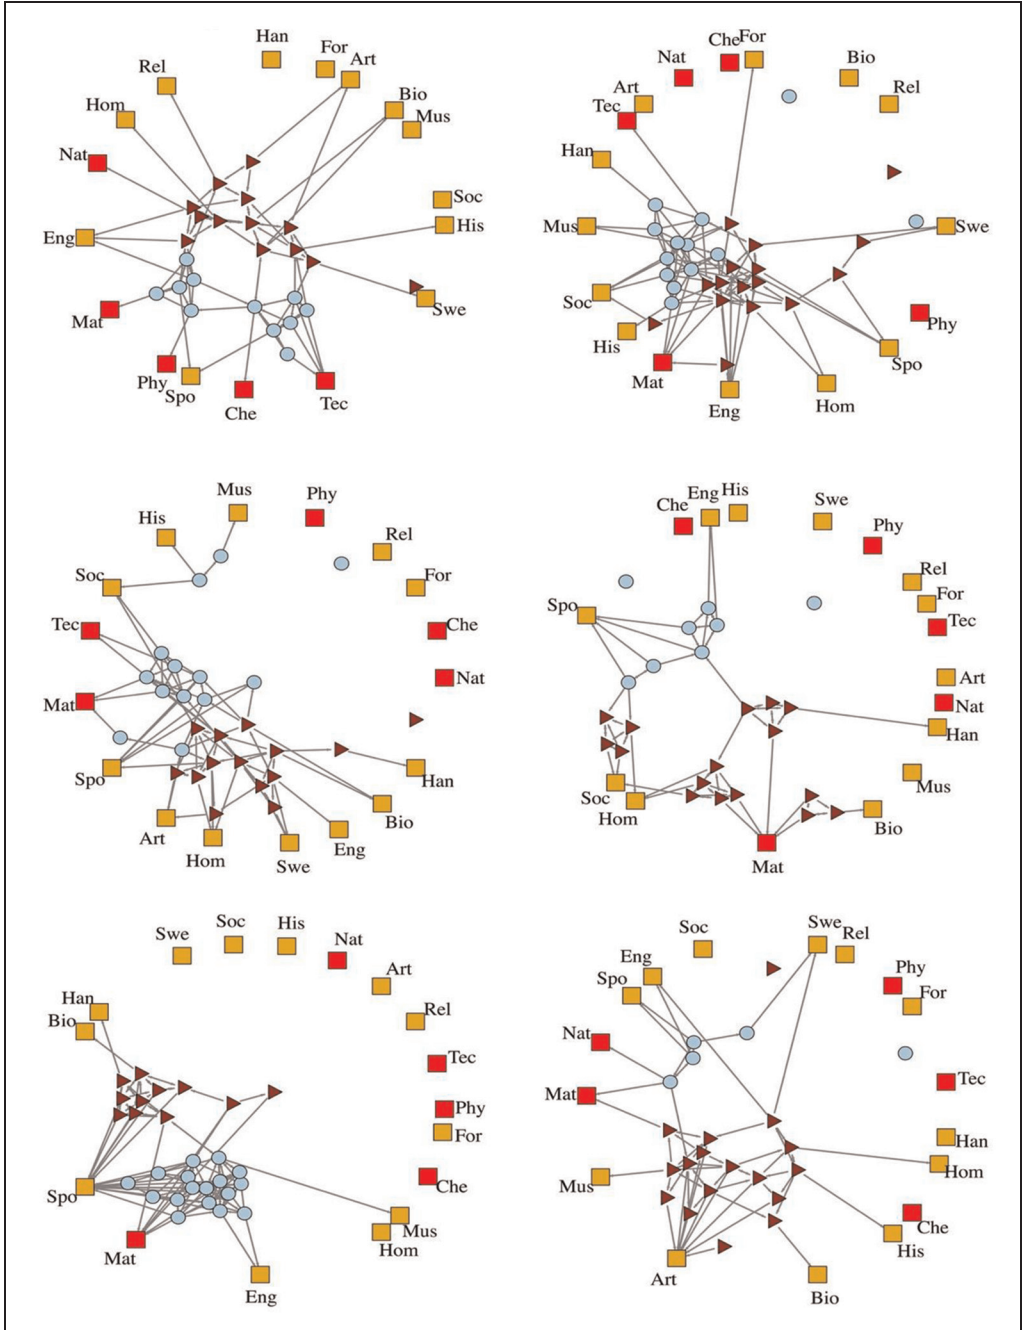 Han
For
Art
Rel
Bio
Hom
Mus
Nat
Soc
His
Eng
Swe
Mat
Phy
Spo
Che
Tec
Che
For
Nat
Bio
Art
Rel
Tec
Han
Mus
Swe
Soc
Phy
His
Spo
Mat
Hom
Eng
Mus
Phy
His
Rel
Soc
For
Tec
Che
Nat
Mat
Spo
Han
Art
Bio
Hom
Swe
Eng
Eng
His
Che
Swe
Phy
Rel
Spo
For
Tec
Art
Nat
Han
Mus
Soc
Hom
Bio
Mat
Soc
His
Swe
Nat
Art
Han
Bio
Rel
Tec
Phy
For
Che
Spo
Mus
Hom
Mat
Eng
Soc
Swe
Rel
Eng
Spo
Phy
For
Nat
Tec
Mat
Han
Hom
Mus
Che
His
Art
Bio